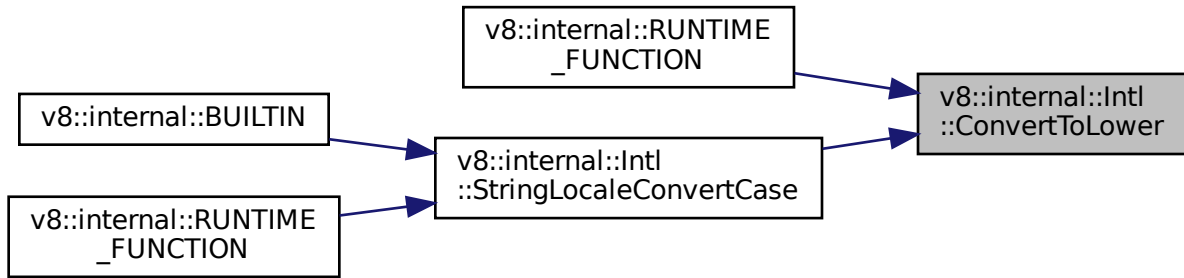 v8::internal::RUNTIME
_FUNCTION
v8::internal::Intl
::ConvertToLower
v8::internal::BUILTIN
v8::internal::Intl
::StringLocaleConvertCase
v8::internal::RUNTIME
_FUNCTION